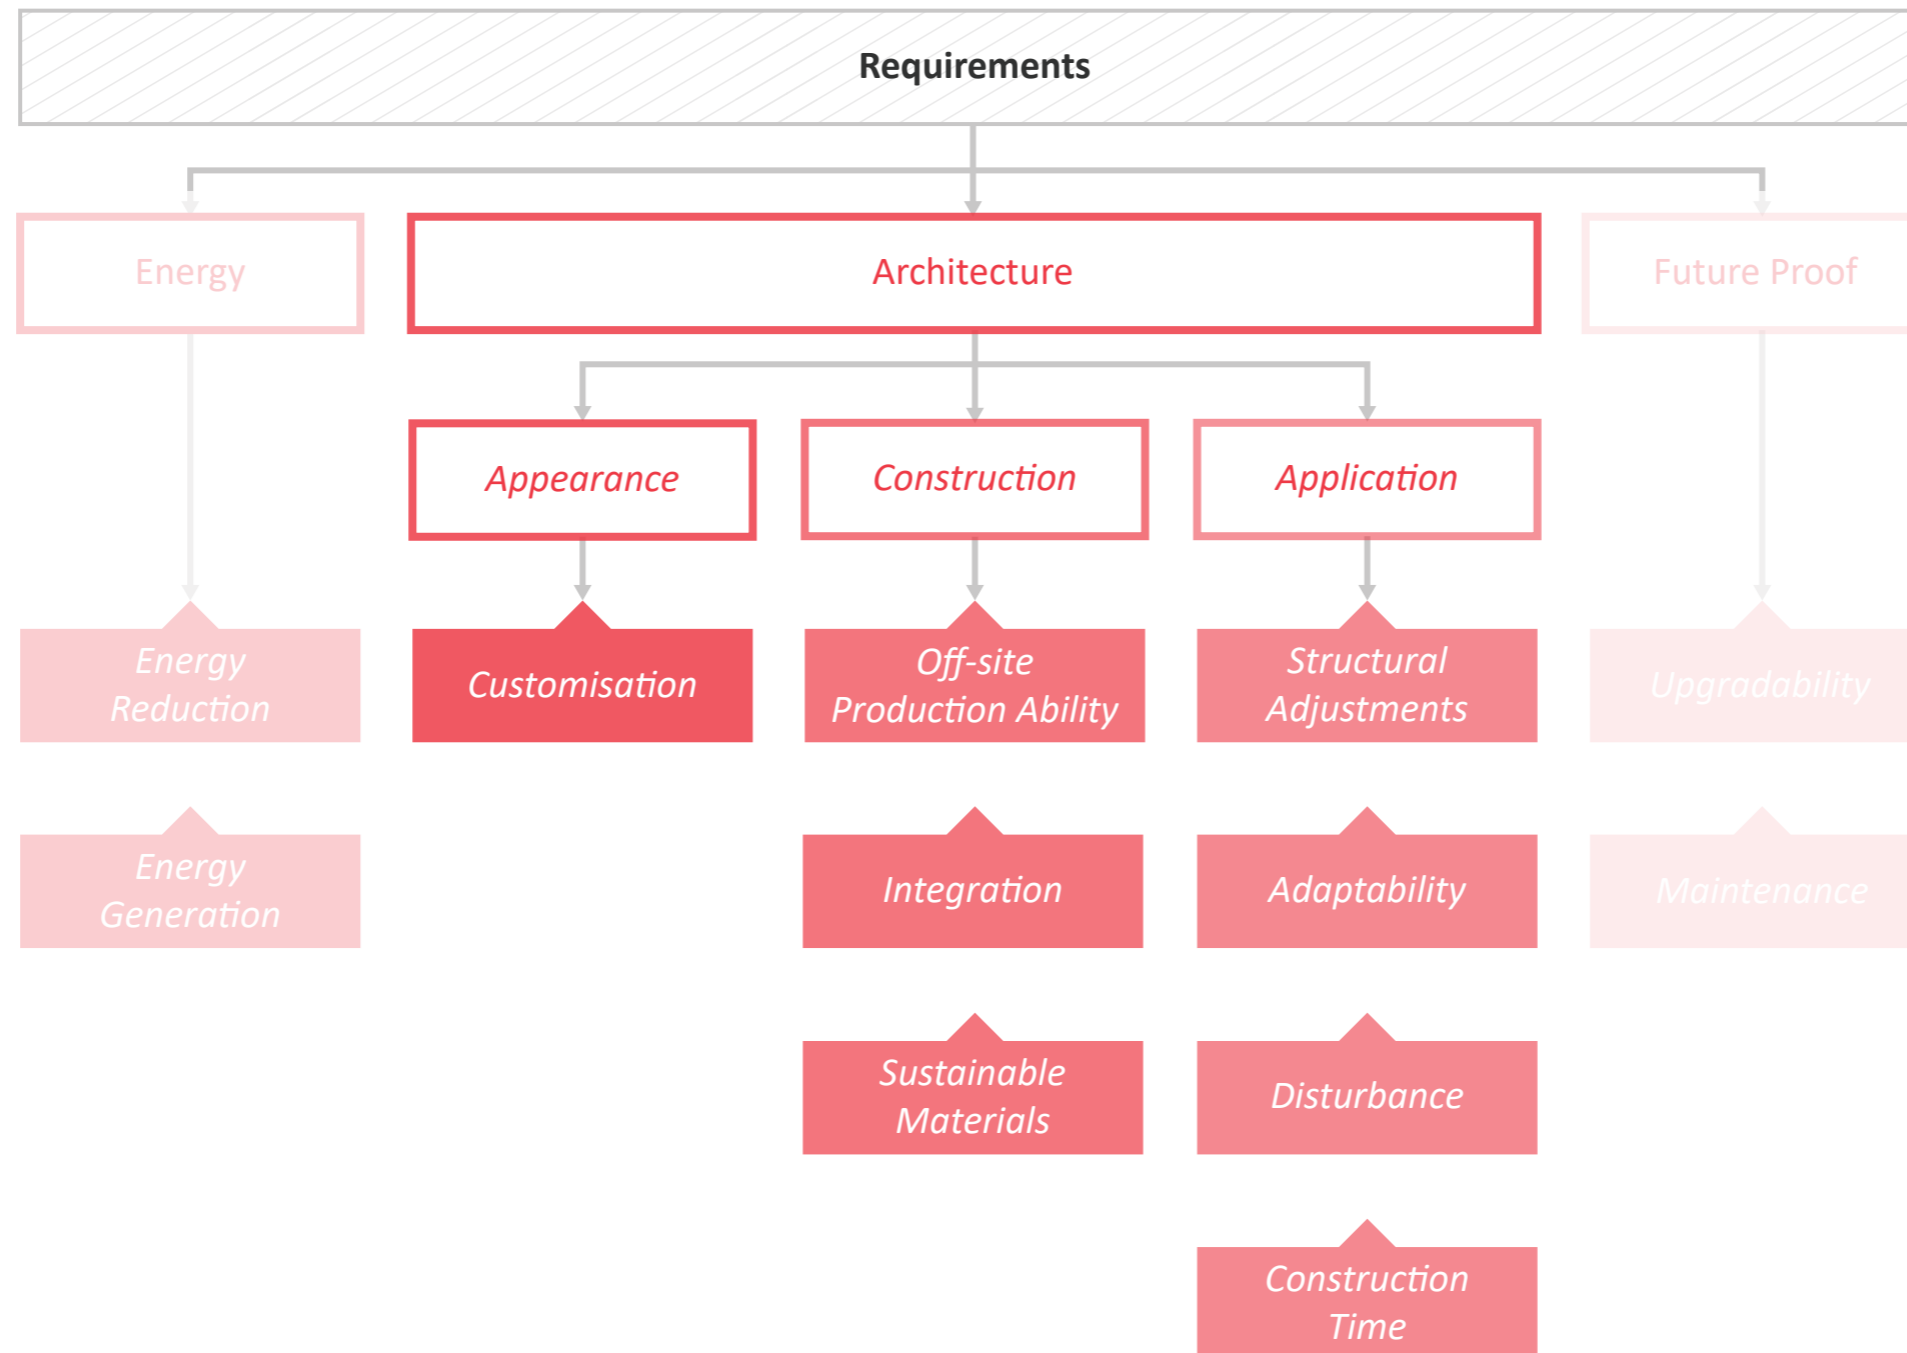 Requirements
Energy
Architecture
Future Proof
Appearance
Construction
Application
Energy
Reduction
Customisation
Off-site
Production Ability
Structural
Adjustments
Upgradability
Energy
Generation
Integration
Adaptability
Maintenance
Sustainable
Materials
Disturbance
Construction
Time